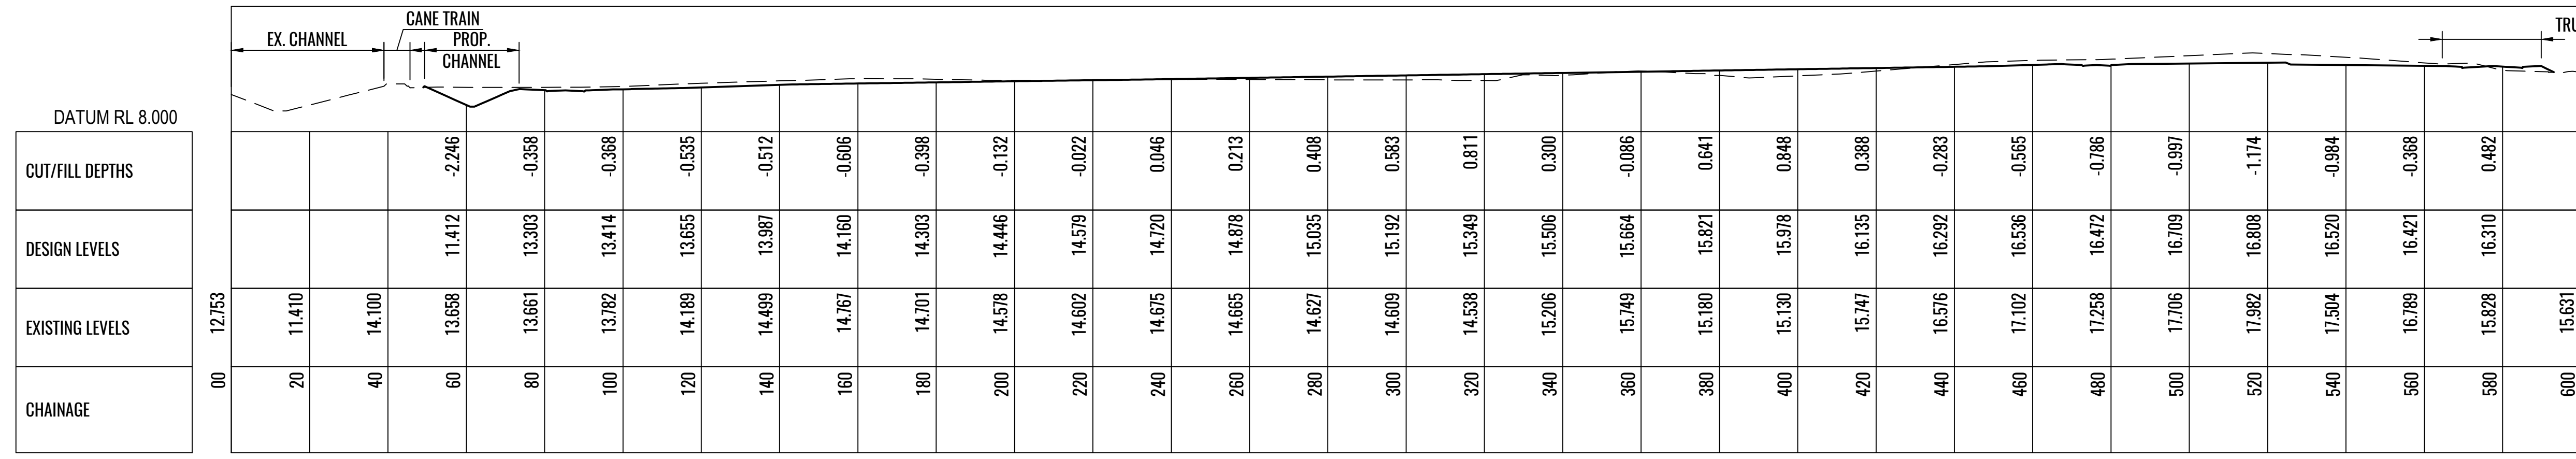 CANE TRAIN
EX. CHANNEL
PROP.
CHANNEL
TRU
DATUM RL 8.000
CUT/FILL DEPTHS -2.246 -0.358 -0.368 -0.535 -0.512 -0.606 -0.398 -0.132 -0.022 0.046 0.213 0.408 0.583 0.811 0.300 -0.086 0.641 0.848 0.388 -0.283 -0.565 -0.786 -0.997 -1.174 -0.984 -0.368 0.482
DESIGN LEVELS 11.412 13.303 13.414 13.655 13.987 14.160 14.303 14.446 14.579 14.720 14.878 15.035 15.192 15.349 15.506 15.664 15.821 15.978 16.135 16.292 16.536 16.472 16.709 16.808 16.520 16.421 16.310
EXISTING LEVELS 12.753 11.410 14.100 13.658 13.661 13.782 14.189 14.499 14.767 14.701 14.578 14.602 14.675 14.665 14.627 14.609 14.538 15.206 15.749 15.180 15.130 15.747 16.576 17.102 17.258 17.706 17.982 17.504 16.789 15.828 15.631
CHAINAGE 00 20 40 60 80 100 120 140 160 180 200 220 240 260 280 300 320 340 360 380 400 420 440 460 480 500 520 540 560 580 600